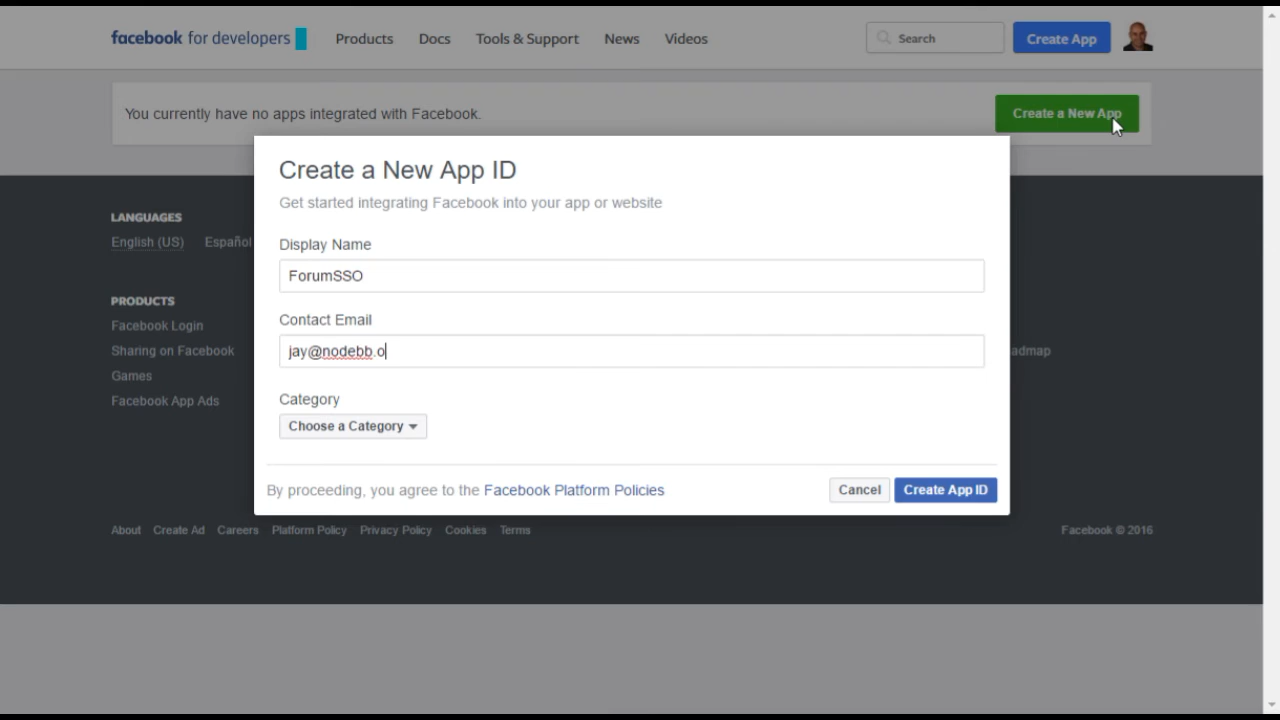 facebook for developers Products Docs Tools & Support News Videos Search Create App
You currently have no apps integrated with Facebook. Create a New App
Create a New App ID
Get started integrating Facebook into your app or website
Display Name
ForumSSO
Contact Email
jay@nodebb.o
Category
Choose a Category
By proceeding, you agree to the Facebook Platform Policies Cancel Create App ID
LANGUAGES
English (US) Español
PRODUCTS
Facebook Login
Sharing on Facebook admap
Games
Facebook App Ads
About Create Ad Careers Platform Policy Privacy Policy Cookies Terms Facebook © 2016